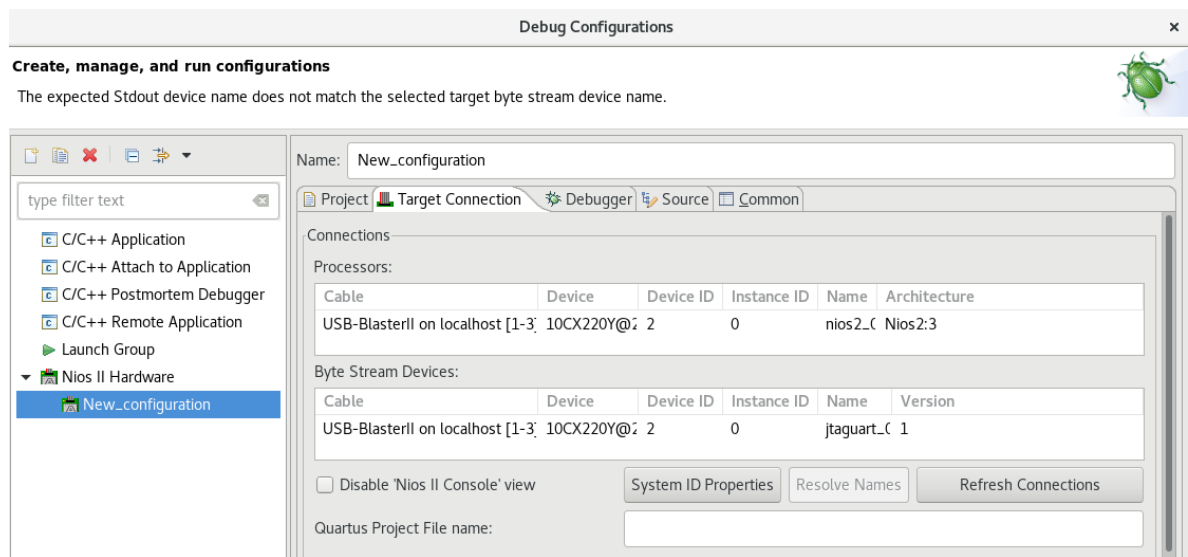 Debug Configurations
Create, manage, and run configurations
The expected Stdout device name does not match the selected target byte stream device name.
type filter text
C/C++ Application
C/C++ Attach to Application
C/C++ Postmortem Debugger
C/C++ Remote Application
Launch Group
Nios II Hardware
New_configuration
Name: New_configuration
Project Target Connection Debugger Source Common
Connections
Processors:
Cable Device Device ID Instance ID Name Architecture
USB-BlasterII on localhost [1-3] 10CX220Y@2 2 0 nios2_0 Nios2:3
Byte Stream Devices:
Cable Device Device ID Instance ID Name Version
USB-BlasterII on localhost [1-3] 10CX220Y@2 2 0 jtaguart_0 1
Disable 'Nios II Console' view System ID Properties Resolve Names Refresh Connections
Quartus Project File name: